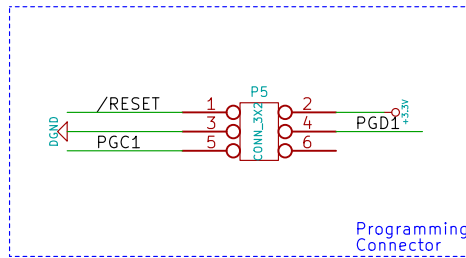 P5
/RESET 1 2 +3.3V
DGND 3 CONN_3X2 4 PGD1
PGC1 5 6
Programming
Connector